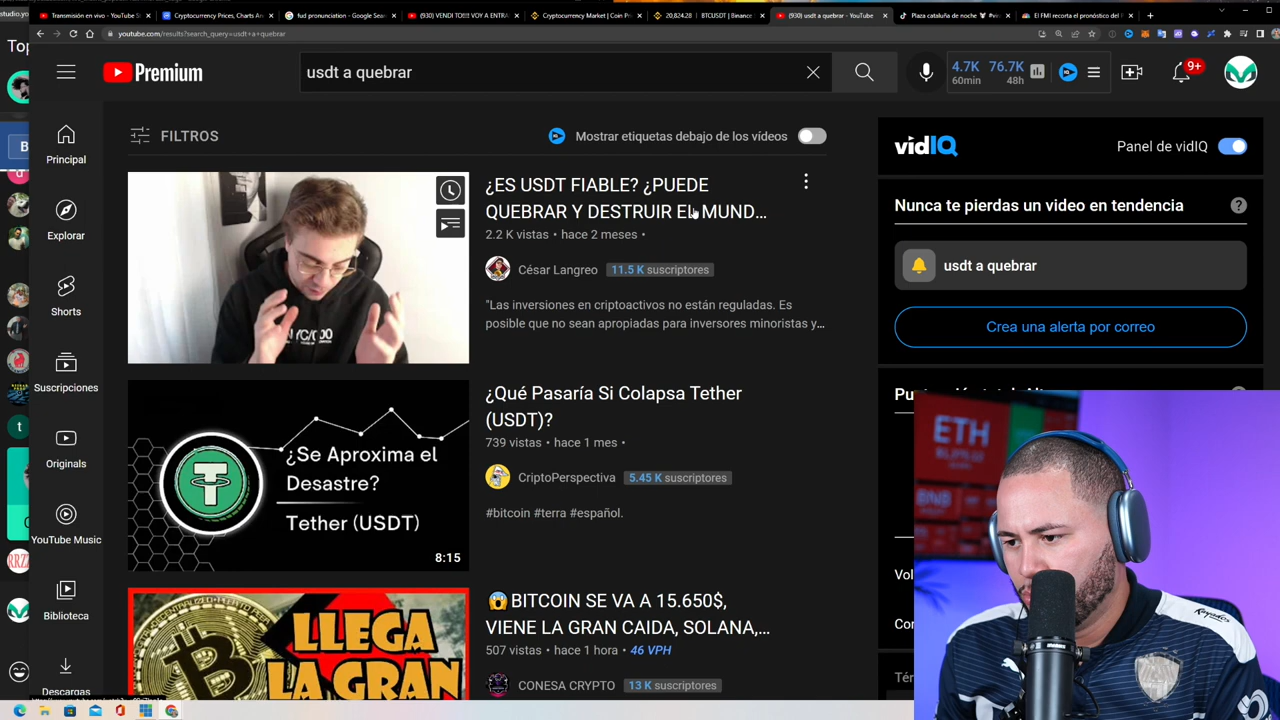 Transmisión en vivo - YouTube S
Cryptocurrency Prices, Charts An
fud pronunciation - Google Sea
(930) VENDI TO!!! VOY A ENTRA
Cryptocurrency Market | Coin P
20,824.28
BTCUSDT | Binance
(930) usdt a quebrar - YouTube
Plaza cataluña de noche
El FMI recorta el pronóstico del
youtube.com/results?search_query=usdt+a+quebrar
Premium
usdt a quebrar
4.7K 76.7K
60min 48h
9+
FILTROS
Mostrar etiquetas debajo de los vídeos
Principal
Explorar
Shorts
Suscripciones
Originals
YouTube Music
Biblioteca
Descargas
¿ES USDT FIABLE? ¿PUEDE
QUEBRAR Y DESTRUIR EL MUND...
2.2 K vistas • hace 2 meses •
César Langreo 11.5 K suscriptores
"Las inversiones en criptoactivos no están reguladas. Es
posible que no sean apropiadas para inversores minoristas y...
¿Se Aproxima el
Desastre?
Tether (USDT)
8:15
¿Qué Pasaría Si Colapsa Tether
(USDT)?
739 vistas • hace 1 mes •
CriptoPerspectiva 5.45 K suscriptores
#bitcoin #terra #español.
LLEGA
LA GRAN
😱BITCOIN SE VA A 15.650$,
VIENE LA GRAN CAIDA, SOLANA,...
507 vistas • hace 1 hora • 46 VPH
CONESA CRYPTO 13 K suscriptores
vidIQ
Panel de vidIQ
Nunca te pierdas un video en tendencia
usdt a quebrar
Crea una alerta por correo
ETH
BNB
Vol
Con
Tér